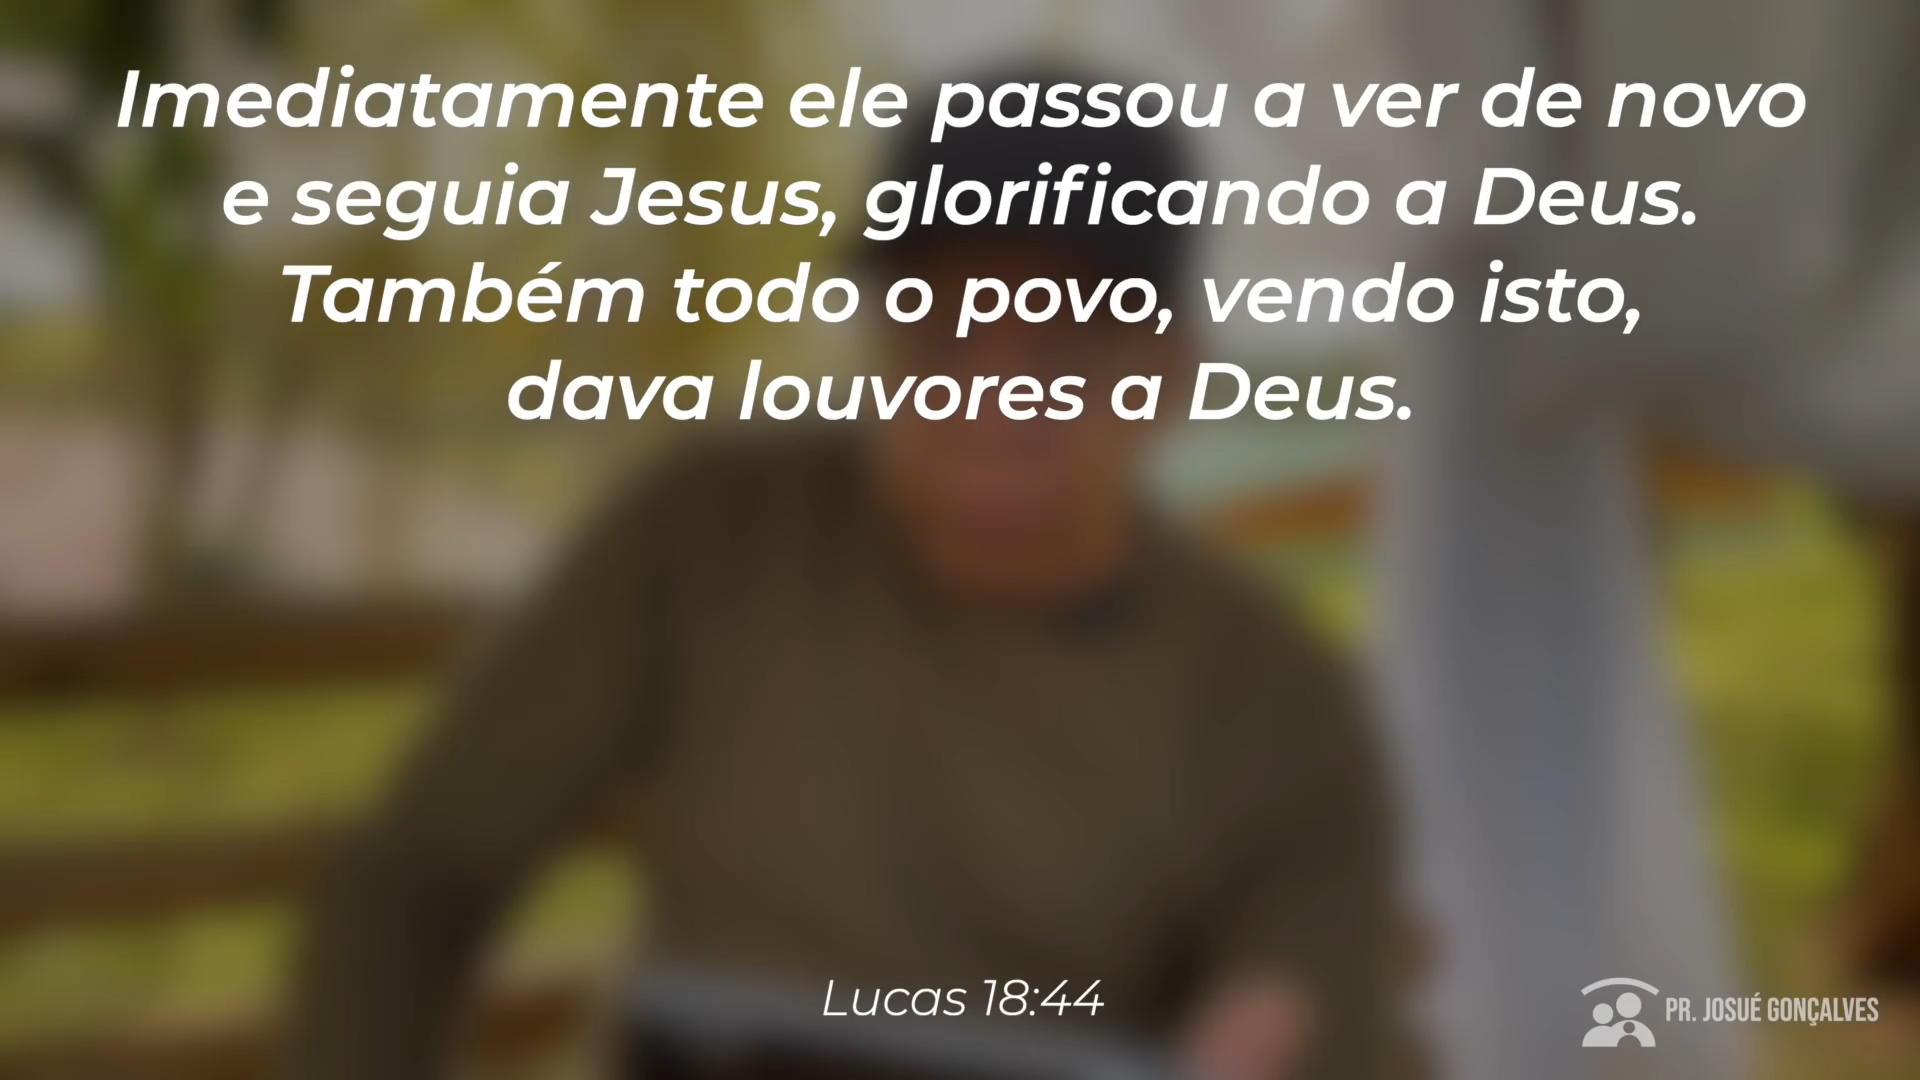 Imediatamente ele passou a ver de novo
e seguia Jesus, glorificando a Deus.
Também todo o povo, vendo isto,
dava louvores a Deus.
Lucas 18:44
PR. JOSUÉ GONÇALVES